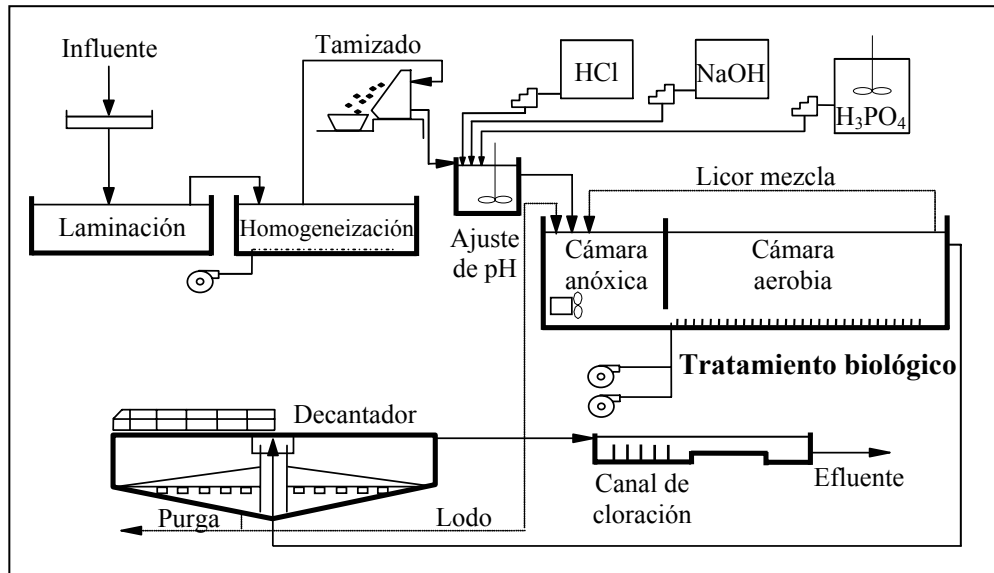 Influente
Tamizado
HCl
NaOH
H₃PO₄
Laminación
Homogeneización
Ajuste
de pH
Licor mezcla
Cámara
anóxica
Cámara
aerobia
Tratamiento biológico
Decantador
Purga
Lodo
Canal de
cloración
Efluente